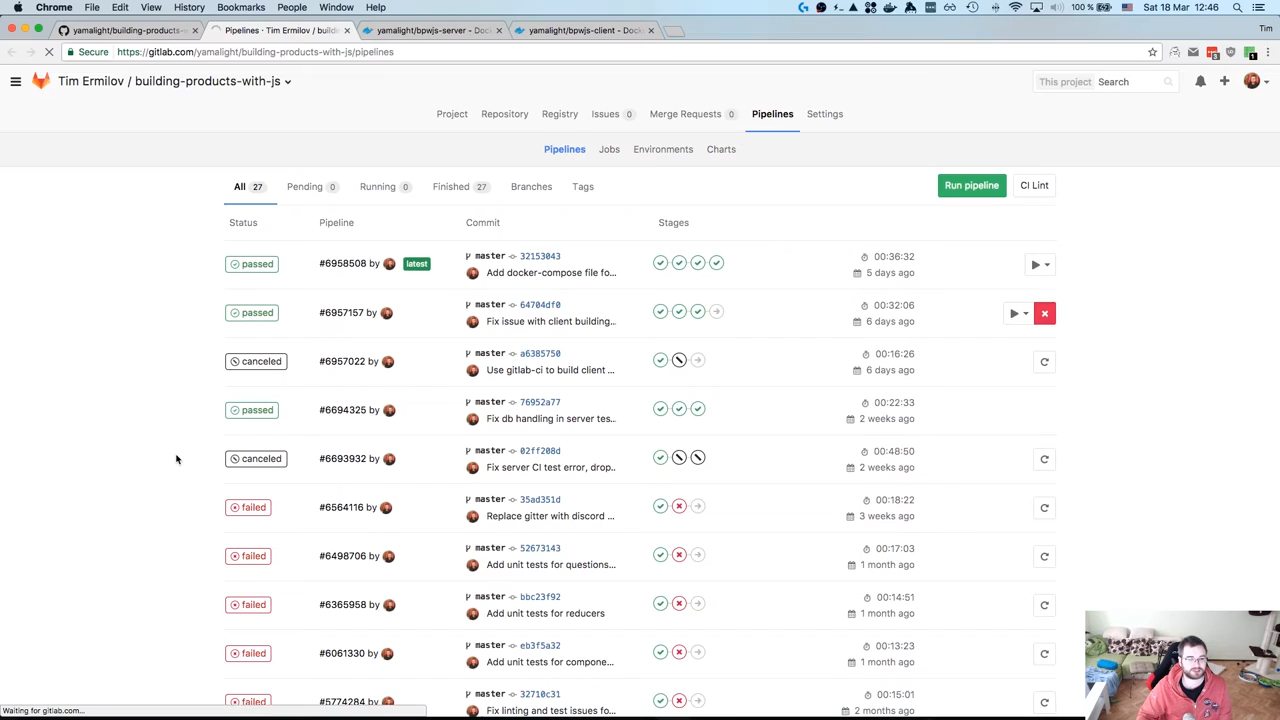 Chrome File Edit View History Bookmarks People Window Help
Sat 18 Mar 12:46
yamalight/building-products-
Pipelines · Tim Ermilov / build
yamalight/bpwjs-server - Dock
yamalight/bpwjs-client - Dock
Tim
Secure https://gitlab.com/yamalight/building-products-with-js/pipelines
Tim Ermilov / building-products-with-js
This project Search
Project Repository Registry Issues 0 Merge Requests 0 Pipelines Settings
Pipelines Jobs Environments Charts
All 27 Pending 0 Running 0 Finished 27 Branches Tags
Run pipeline CI Lint
Status Pipeline Commit Stages
passed #6958508 by latest master 32153043 00:36:32
Add docker-compose file fo... 5 days ago
passed #6957157 by master 64704df0 00:32:06
Fix issue with client building... 6 days ago
canceled #6957022 by master a6385750 00:16:26
Use gitlab-ci to build client ... 6 days ago
passed #6694325 by master 76952a77 00:22:33
Fix db handling in server tes... 2 weeks ago
canceled #6693932 by master 02ff208d 00:48:50
Fix server CI test error, drop... 2 weeks ago
failed #6564116 by master 35ad351d 00:18:22
Replace gitter with discord ... 3 weeks ago
failed #6498706 by master 52673143 00:17:03
Add unit tests for questions... 1 month ago
failed #6365958 by master bbc23f92 00:14:51
Add unit tests for reducers 1 month ago
failed #6061330 by master eb3f5a32 00:13:23
Add unit tests for compone... 1 month ago
failed #5774284 by master 32710c31 00:15:01
Fix linting and test issues fo... 2 months ago
Waiting for gitlab.com...